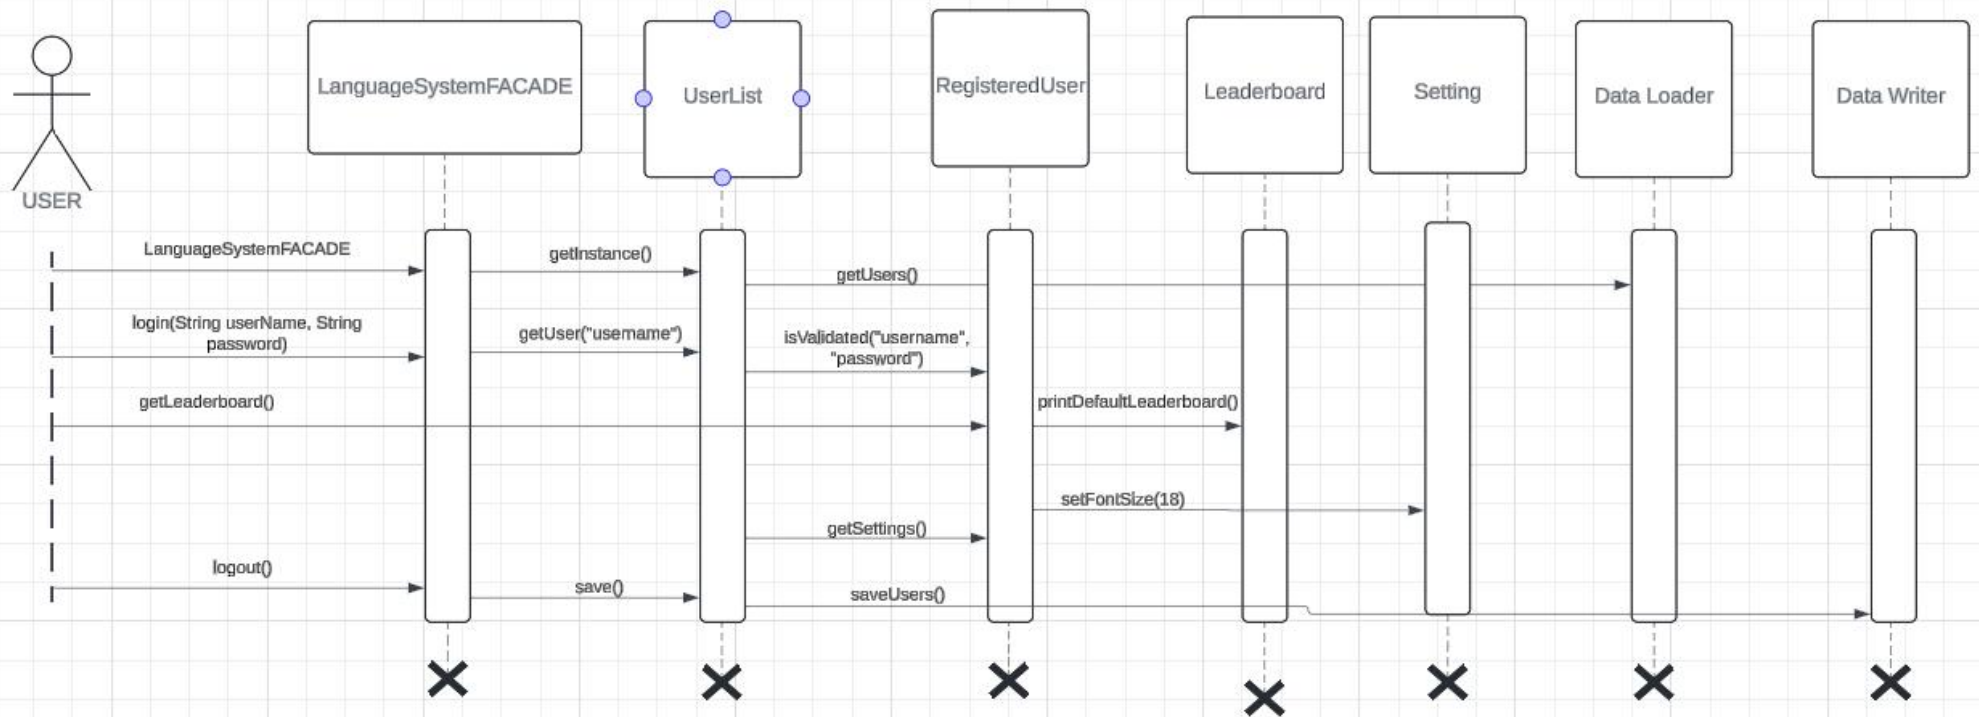 LanguageSystemFACADE
UserList
RegisteredUser
Leaderboard
Setting
Data Loader
Data Writer
USER
LanguageSystemFACADE
getInstance()
getUsers()
login(String userName, String
password)
getUser("username")
isValidated("username",
"password")
getLeaderboard()
printDefaultLeaderboard()
setFontSize(18)
getSettings()
logout()
save()
saveUsers()